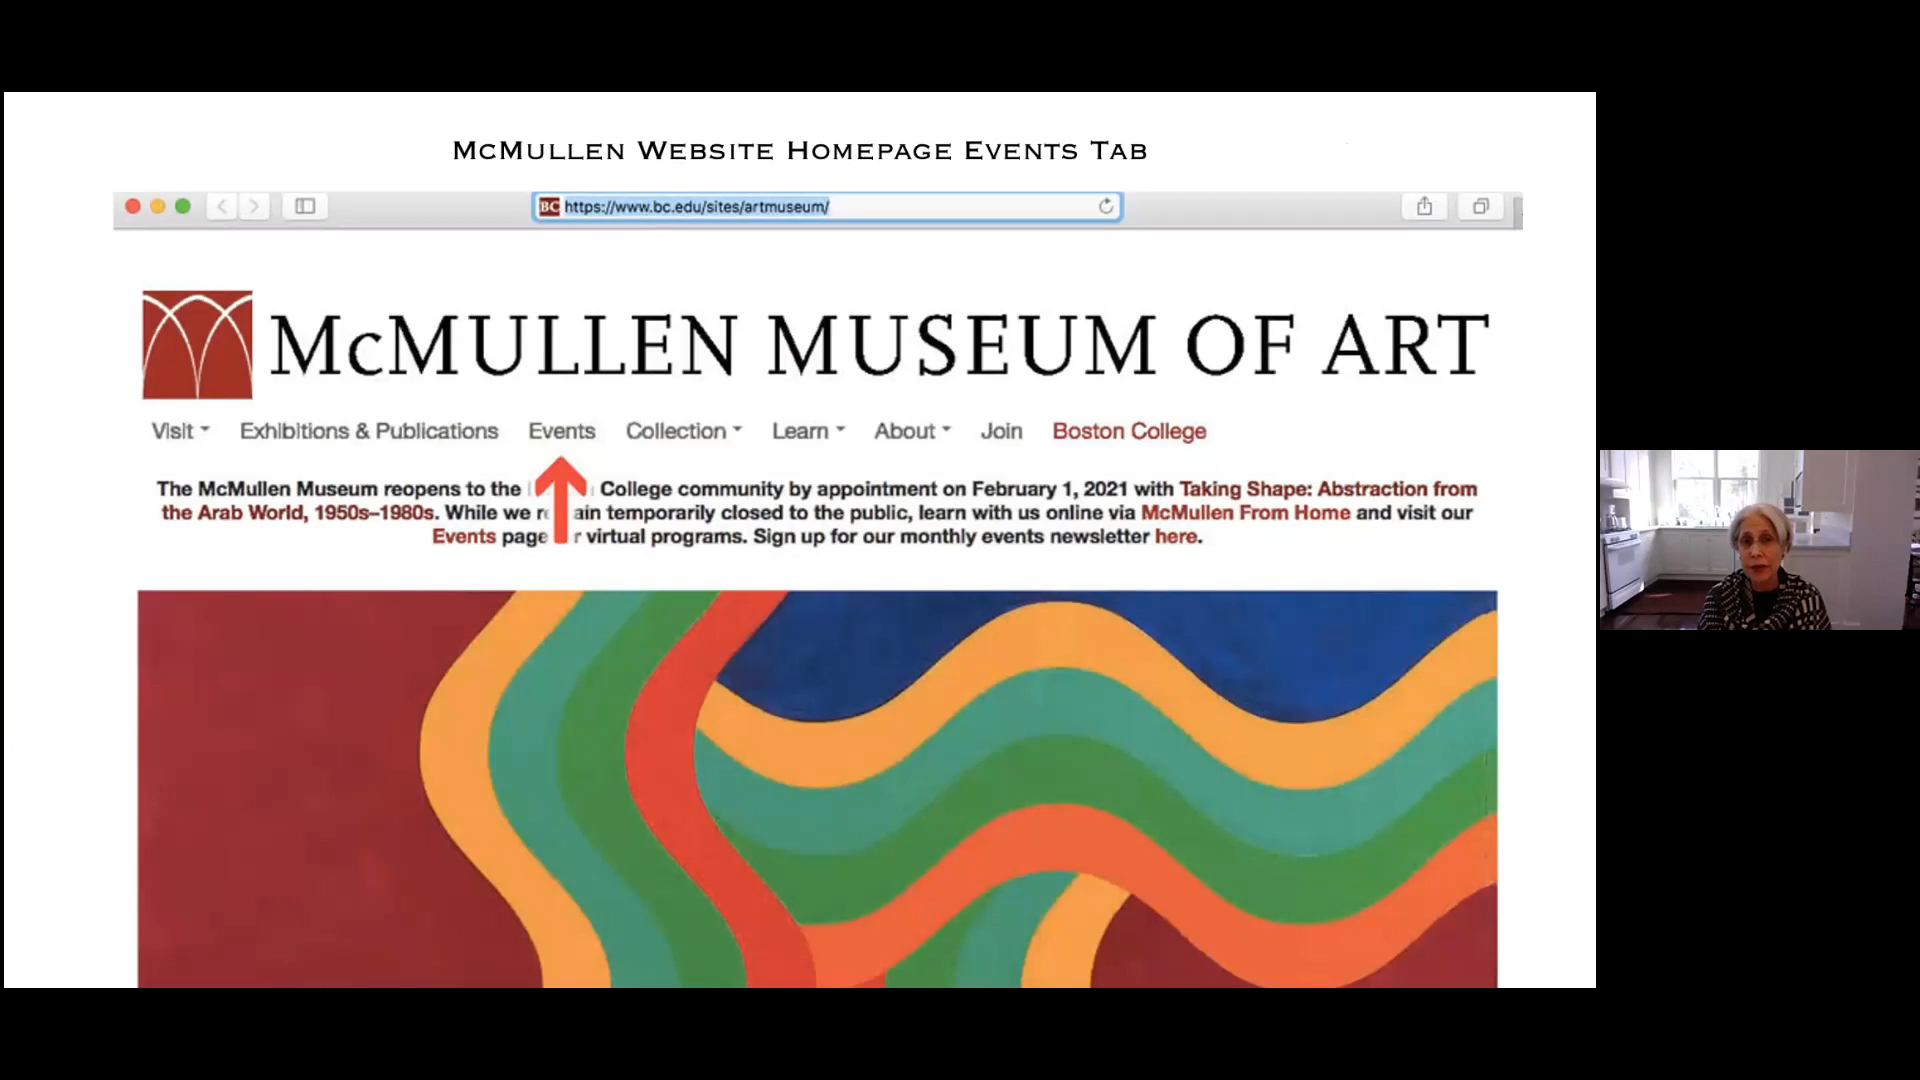 McMullen Website Homepage Events Tab
BC https://www.bc.edu/sites/artmuseum/
McMULLEN MUSEUM OF ART
Visit Exhibitions & Publications Events Collection Learn About Join Boston College
The McMullen Museum reopens to the College community by appointment on February 1, 2021 with Taking Shape: Abstraction from
the Arab World, 1950s–1980s. While we ain temporarily closed to the public, learn with us online via McMullen From Home and visit our
Events page r virtual programs. Sign up for our monthly events newsletter here.